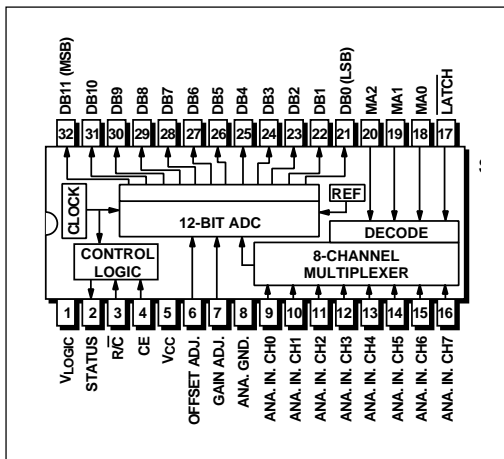 DB11 (MSB)
DB10
DB9
DB8
DB7
DB6
DB5
DB4
DB3
DB2
DB1
DB0 (LSB)
MA2
MA1
MA0
LATCH
32 31 30 29 28 27 26 25 24 23 22 21 20 19 18 17
CLOCK
REF
12-BIT ADC
DECODE
CONTROL
LOGIC
8-CHANNEL
MULTIPLEXER
1 2 3 4 5 6 7 8 9 10 11 12 13 14 15 16
VLOGIC
STATUS
R/C
CE
VCC
OFFSET ADJ.
GAIN ADJ.
ANA. GND.
ANA. IN. CH0
ANA. IN. CH1
ANA. IN. CH2
ANA. IN. CH3
ANA. IN. CH4
ANA. IN. CH5
ANA. IN. CH6
ANA. IN. CH7